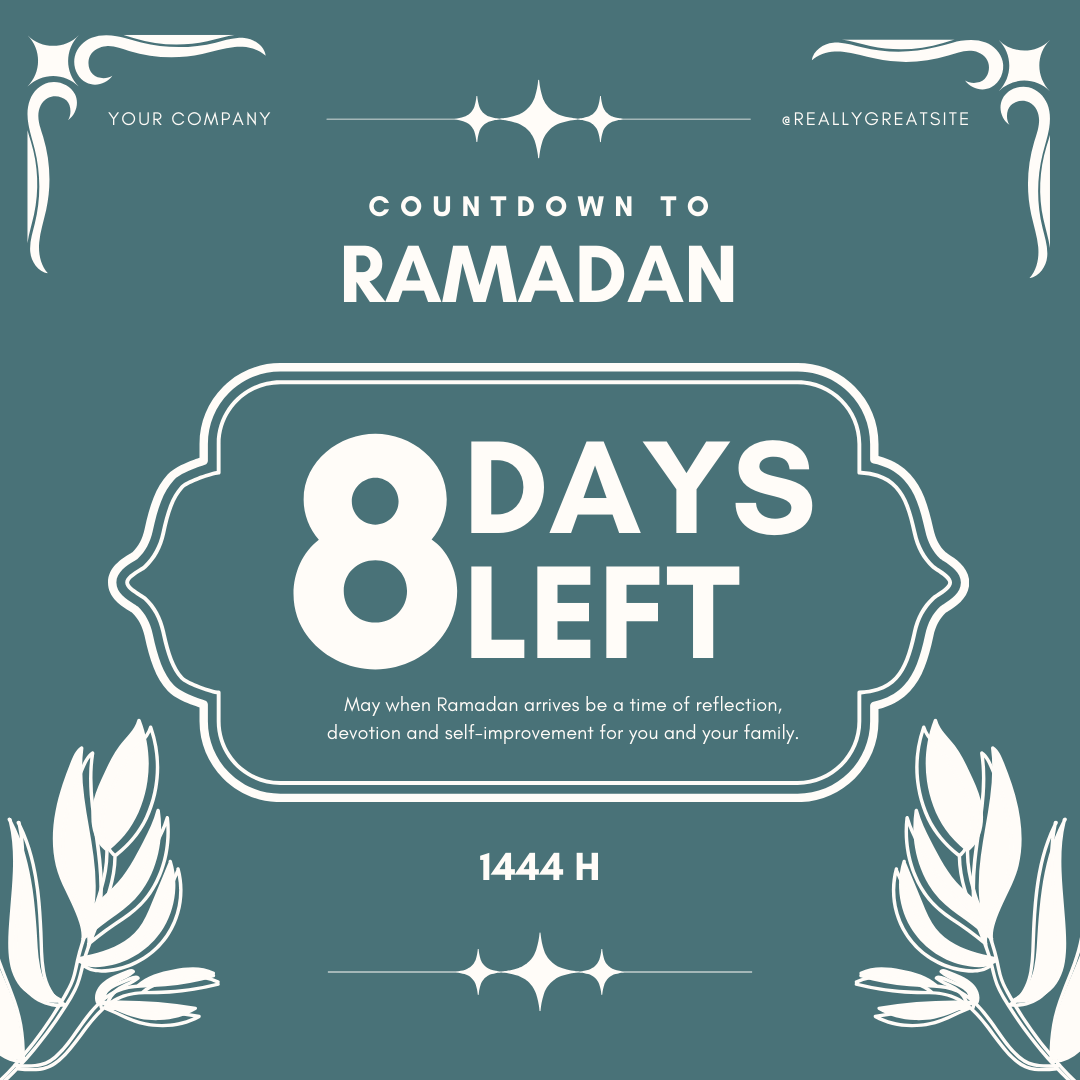 YOUR COMPANY
@REALLYGREATSITE
COUNTDOWN TO
RAMADAN
8 DAYS
LEFT
May when Ramadan arrives be a time of reflection,
devotion and self-improvement for you and your family.
1444 H